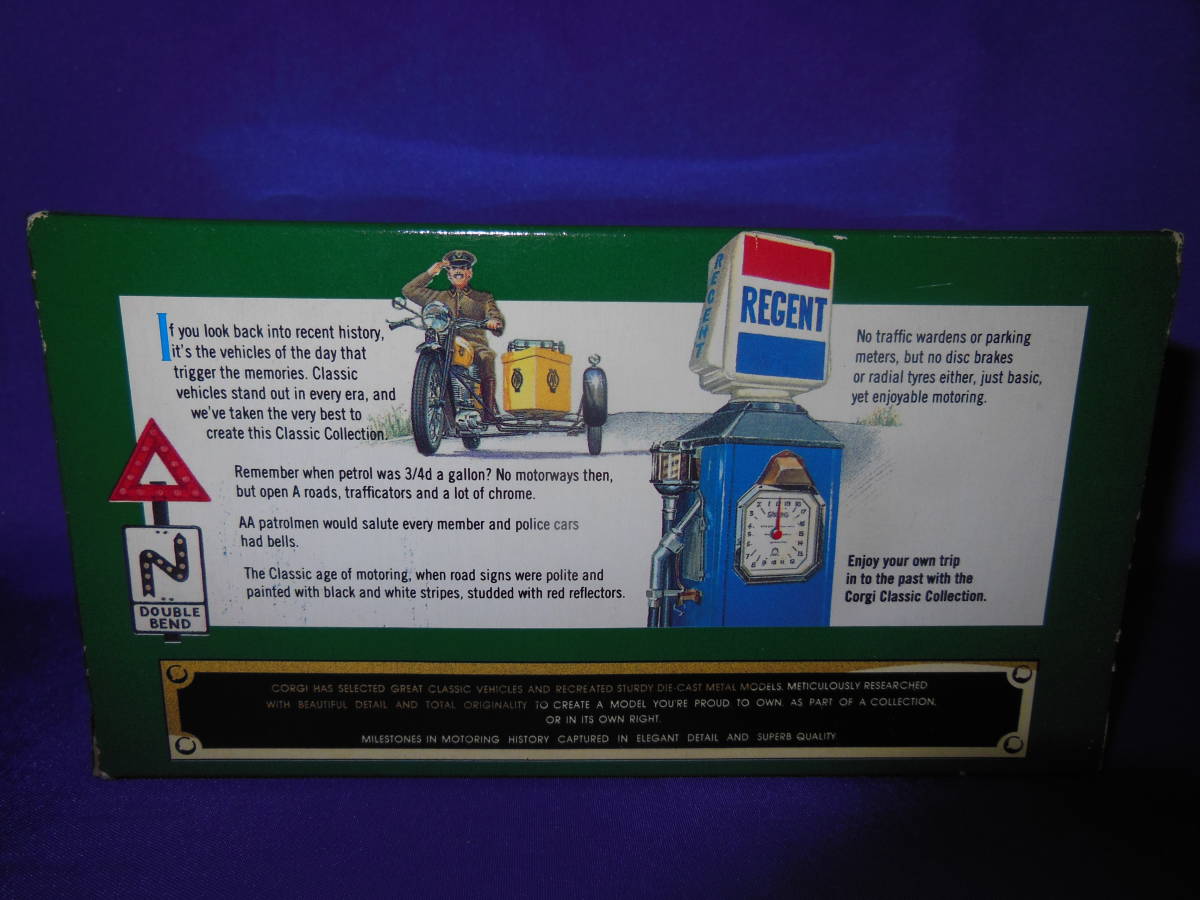 If you look back into recent history,
it's the vehicles of the day that
trigger the memories. Classic
vehicles stand out in every era, and
we've taken the very best to
create this Classic Collection.
Remember when petrol was 3/4d a gallon? No motorways then,
but open A roads, trafficators and a lot of chrome.
AA patrolmen would salute every member and police cars
had bells.
The Classic age of motoring, when road signs were polite and
painted with black and white stripes, studded with red reflectors.
DOUBLE
BEND
REGENT
REGENT
No traffic wardens or parking
meters, but no disc brakes
or radial tyres either, just basic,
yet enjoyable motoring.
Enjoy your own trip
in to the past with the
Corgi Classic Collection.
CORGI HAS SELECTED GREAT CLASSIC VEHICLES AND RECREATED STURDY DIE-CAST METAL MODELS. METICULOUSLY RESEARCHED
WITH BEAUTIFUL DETAIL AND TOTAL ORIGINALITY TO CREATE A MODEL YOU'RE PROUD TO OWN. AS PART OF A COLLECTION,
OR IN ITS OWN RIGHT.
MILESTONES IN MOTORING HISTORY CAPTURED IN ELEGANT DETAIL AND SUPERB QUALITY